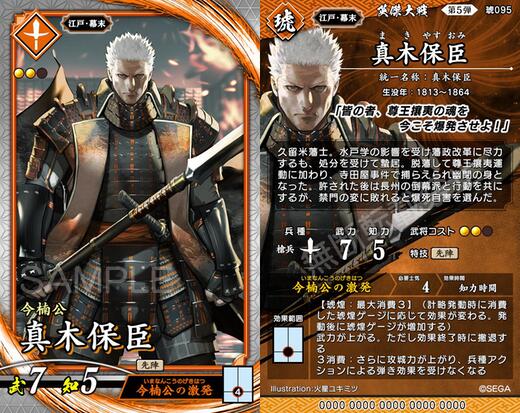 江戸・幕末
SAMPLE
今楠公
真木保臣
先陣
武7 知5
いまなんこうのげきはつ
今楠公の激発
4
琥
江戸・幕末
英傑大戦
第5弾
琥095
まきやすおみ
真木保臣
統一名称：真木保臣
生没年：1813～1864
「皆の者、尊王攘夷の魂を
今こそ爆発させよ！」
久留米藩士。水戸学の影響を受け藩政改革に尽力
するも、処分を受けて蟄居。脱藩して尊王攘夷運
動に加わり、寺田屋事件で捕らえられ幽閉の身と
なった。許された後は長州の倒幕派と行動を共にす
るが、禁門の変に敗れると爆死自害を選んだ。
兵種 武力 知力 武将コスト
槍兵 7 5 特技 先陣
いまなんこうのげきはつ 必要士気 効果時間
今楠公の激発 4 知力時間
効果範囲
【琥煌・最大消費３】（計略発動時に消費
した琥煌ゲージに応じて効果が変わる。発
動後に琥煌ゲージが増加する）
武力が上がる。ただし効果終了時に撤退す
る。
３消費：さらに攻城力が上がり、兵種アク
ションによる弾き効果を受けなくなる
Illustration:火星ユキミツ
©SEGA
0000 0000 0000 0000 0000